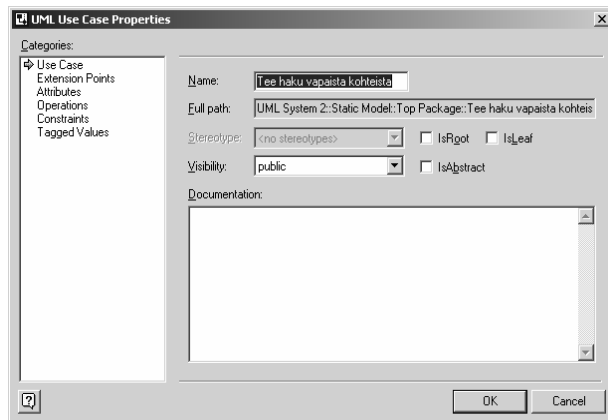 UML Use Case Properties
Categories:
Use Case
Extension Points
Attributes
Operations
Constraints
Tagged Values
Name: Tee haku vapaista kohteista
Full path: UML System 2::Static Model::Top Package::Tee haku vapaista kohteis
Stereotype: <no stereotypes> IsRoot IsLeaf
Visibility: public IsAbstract
Documentation:
OK Cancel